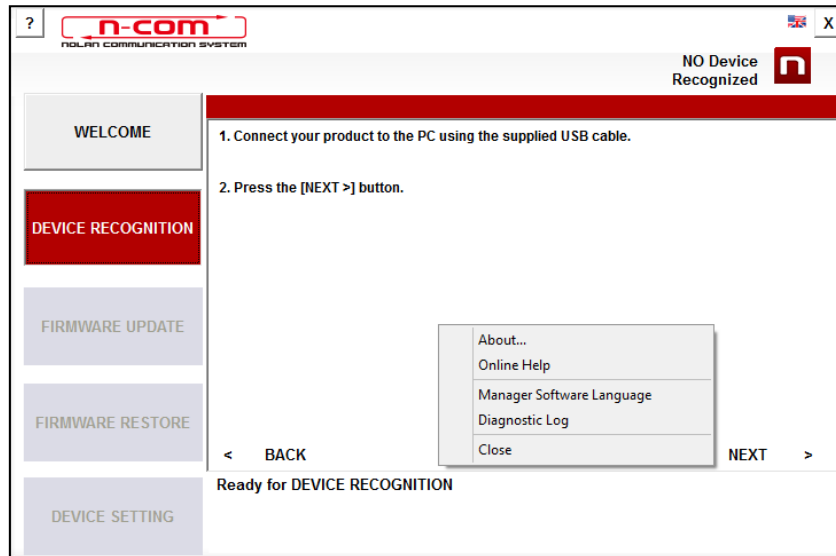 ?
n-com
NOLAN COMMUNICATION SYSTEM
X
NO Device
Recognized
n
WELCOME
DEVICE RECOGNITION
FIRMWARE UPDATE
FIRMWARE RESTORE
DEVICE SETTING
1. Connect your product to the PC using the supplied USB cable.
2. Press the [NEXT >] button.
About...
Online Help
Manager Software Language
Diagnostic Log
Close
< BACK
NEXT >
Ready for DEVICE RECOGNITION